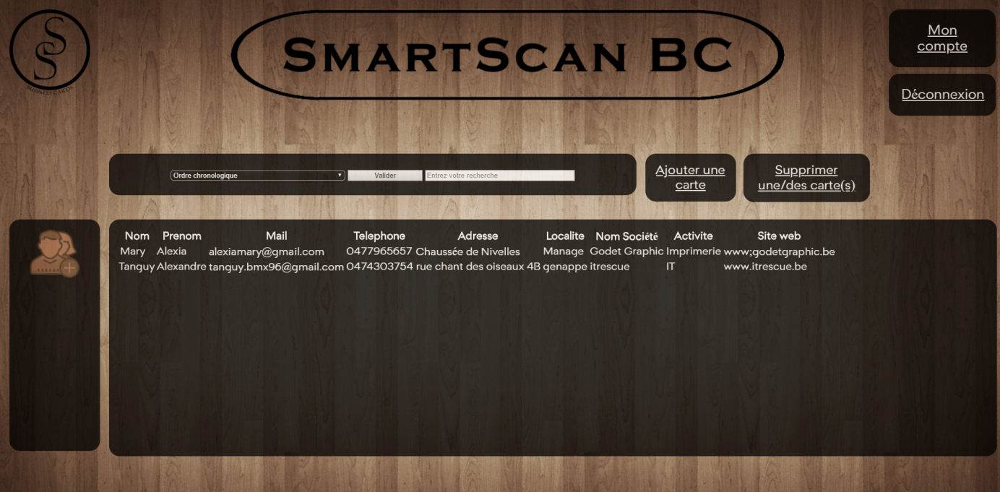 SS
BUSINESS CARDS
SMARTSCAN BC
Mon
compte
Déconnexion
Ordre chronologique
Valider
Entrez votre recherche
Ajouter une
carte
Supprimer
une/des carte(s)
Nom Prenom Mail Telephone Adresse Localite Nom Société Activite Site web
Mary Alexia alexiamary@gmail.com 0477965657 Chaussée de Nivelles Manage Godet Graphic Imprimerie www;godetgraphic.be
Tanguy Alexandre tanguy.bmx96@gmail.com 0474303754 rue chant des oiseaux 4B genappe itrescue IT www.itrescue.be